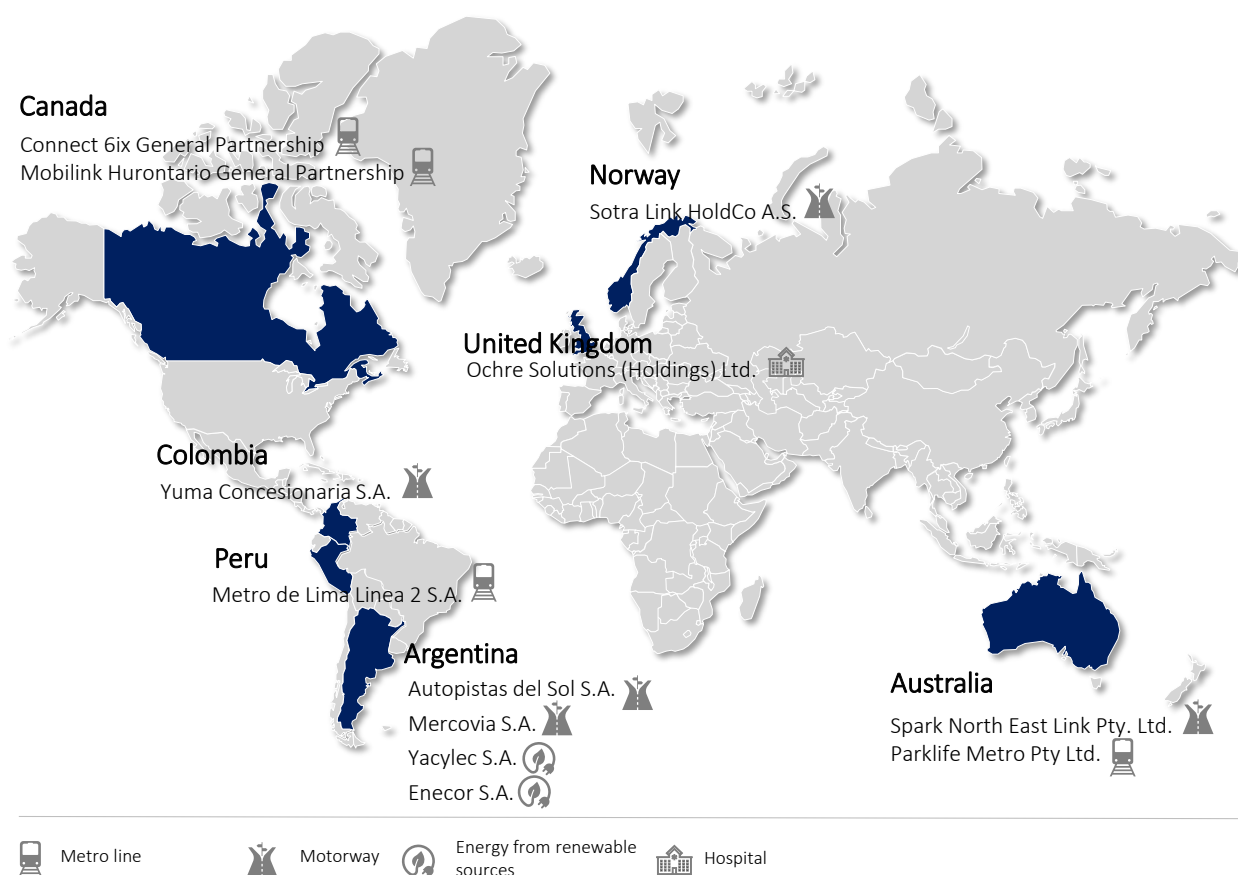 Canada
Connect 6ix General Partnership
Mobilink Hurontario General Partnership
Norway
Sotra Link HoldCo A.S.
United Kingdom
Ochre Solutions (Holdings) Ltd.
Colombia
Yuma Concesionaria S.A.
Peru
Metro de Lima Linea 2 S.A.
Argentina
Autopistas del Sol S.A.
Mercovia S.A.
Yacylec S.A.
Enecor S.A.
Australia
Spark North East Link Pty. Ltd.
Parklife Metro Pty Ltd.
Metro line
Motorway
Energy from renewable
sources
Hospital